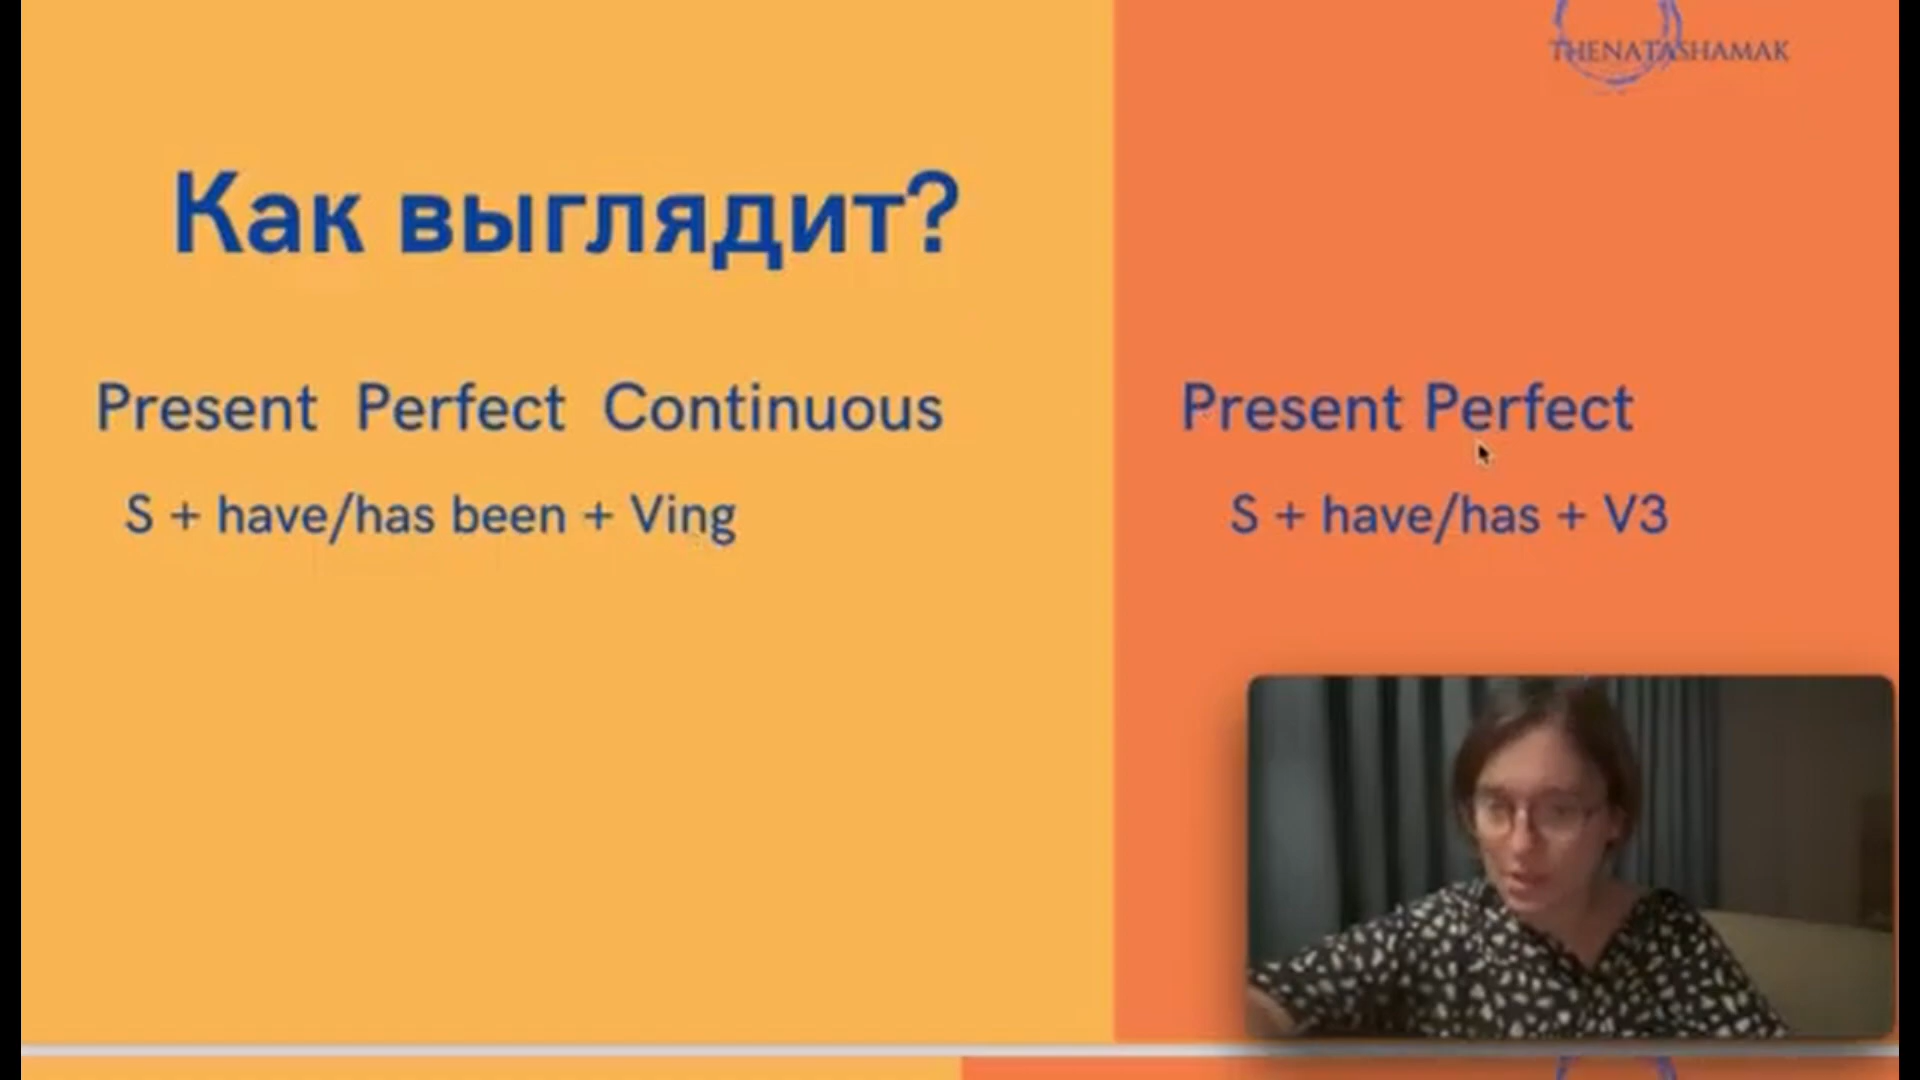 THENATASHAMAK
Как выглядит?
Present Perfect Continuous
S + have/has been + Ving
Present Perfect
S + have/has + V3